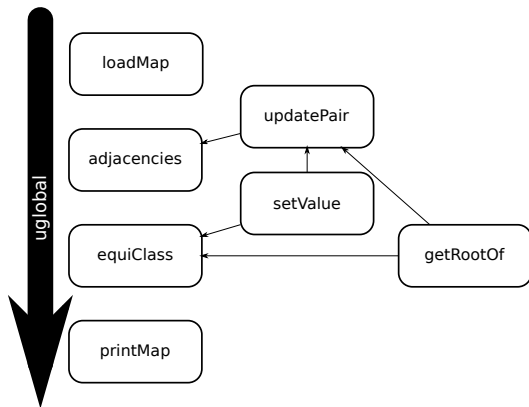 uglobal
loadMap
updatePair
adjacencies
setValue
equiClass
getRootOf
printMap